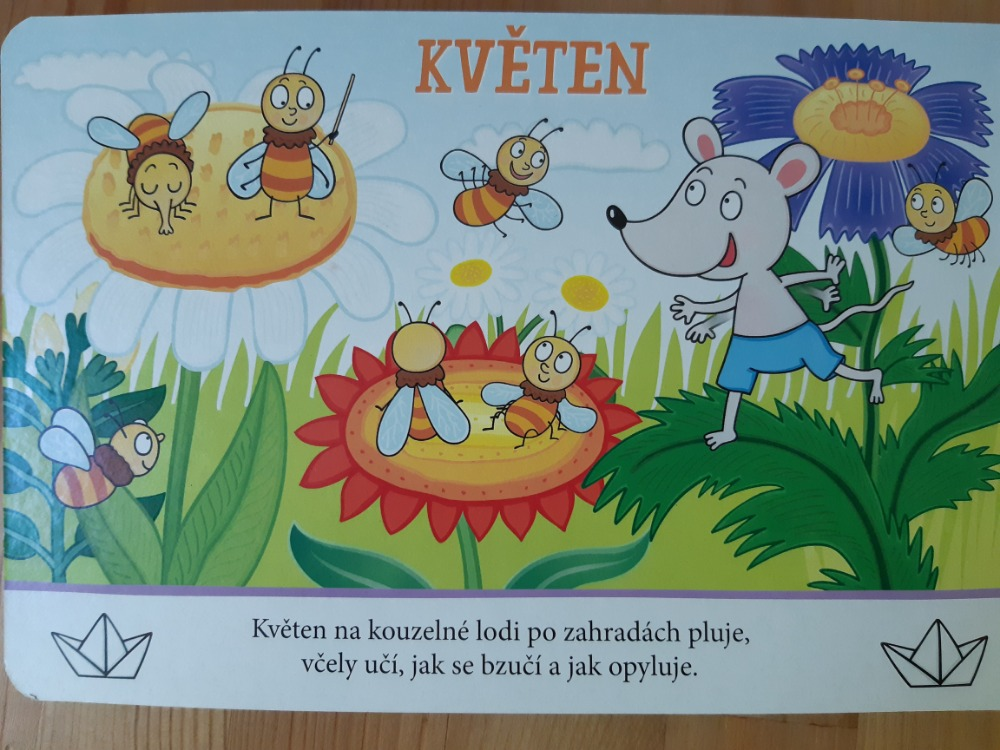 KVĚTEN
Květen na kouzelné lodi po zahradách pluje,
včely učí, jak se bzučí a jak opyluje.